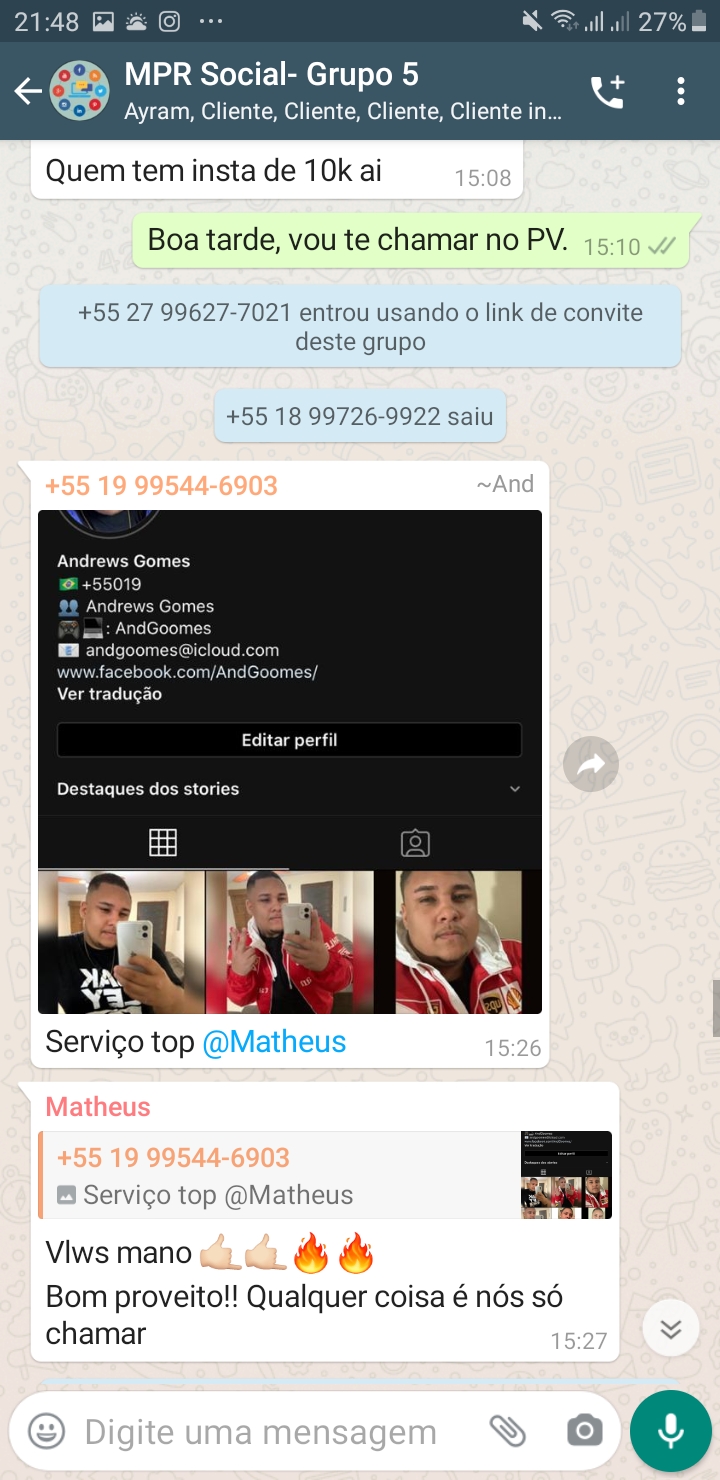 21:48
27%
MPR Social- Grupo 5
Ayram, Cliente, Cliente, Cliente, Cliente in...
Quem tem insta de 10k ai
15:08
Boa tarde, vou te chamar no PV.
15:10
+55 27 99627-7021 entrou usando o link de convite
deste grupo
+55 18 99726-9922 saiu
+55 19 99544-6903
~And
Andrews Gomes
🇧🇷 +55019
👥 Andrews Gomes
🎮💻: AndGoomes
📧 andgoomes@icloud.com
www.facebook.com/AndGoomes/
Ver tradução
Editar perfil
Destaques dos stories
Serviço top @Matheus
15:26
Matheus
+55 19 99544-6903
Serviço top @Matheus
Vlws mano 🤙🏻🤙🏻🔥🔥
Bom proveito!! Qualquer coisa é nós só
chamar
15:27
Digite uma mensagem